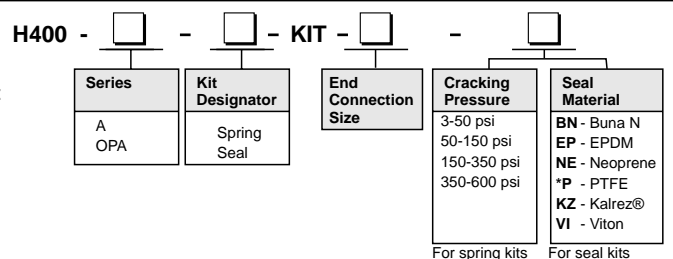 H400 - □ - □ - KIT - □ - □
Series
A
OPA
Kit
Designator
Spring
Seal
End
Connection
Size
Cracking
Pressure
3-50 psi
50-150 psi
150-350 psi
350-600 psi
For spring kits
Seal
Material
BN - Buna N
EP - EPDM
NE - Neoprene
*P - PTFE
KZ - Kalrez®
VI - Viton
For seal kits